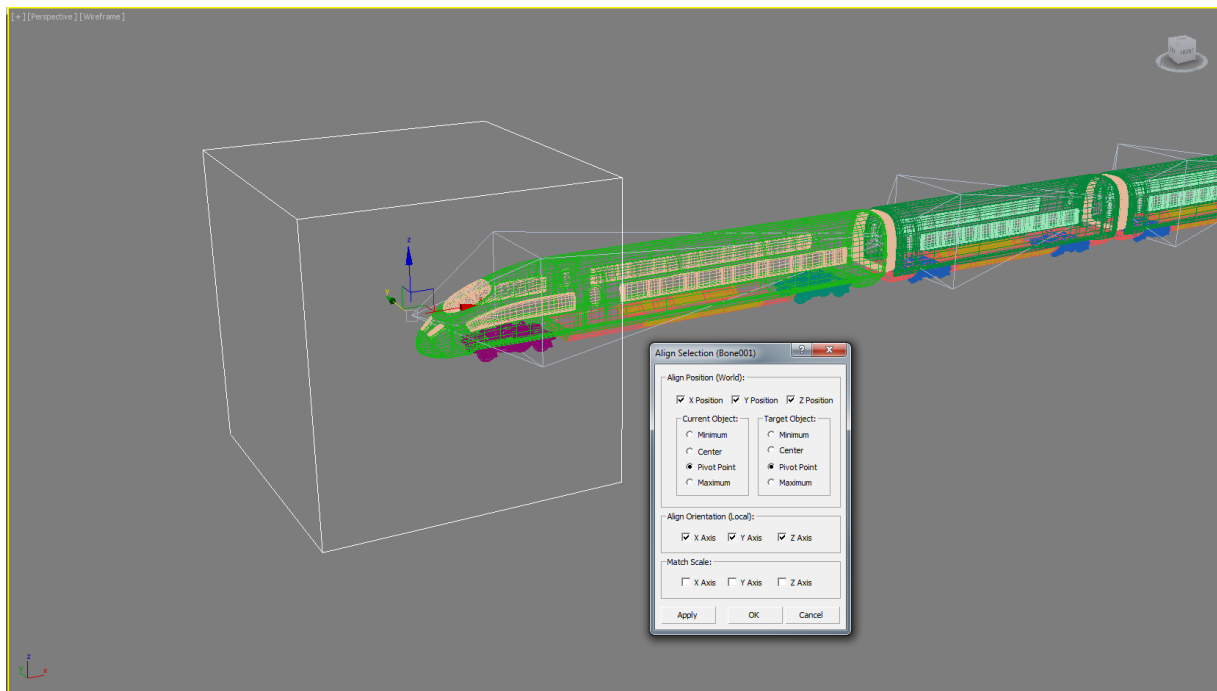 [+] [Perspective] [Wireframe]
FRONT
z
y
Align Selection (Bone001)
?
Align Position (World):
X Position Y Position Z Position
Current Object: Target Object:
Minimum Minimum
Center Center
Pivot Point Pivot Point
Maximum Maximum
Align Orientation (Local):
X Axis Y Axis Z Axis
Match Scale:
X Axis Y Axis Z Axis
Apply OK Cancel
z
y x